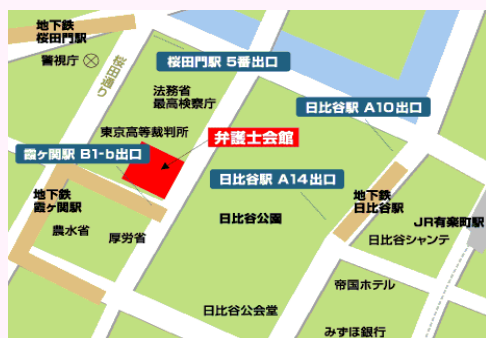 地下鉄
桜田門駅
警視庁
桜田通り
桜田門駅 5番出口
法務省
最高検察庁
日比谷駅 A10出口
東京高等裁判所
弁護士会館
霞ヶ関駅 B1-b出口
日比谷駅 A14出口
地下鉄
霞ヶ関駅
地下鉄
日比谷駅
農水省
厚労省
日比谷公園
JR有楽町駅
日比谷シャンテ
帝国ホテル
日比谷公会堂
みずほ銀行